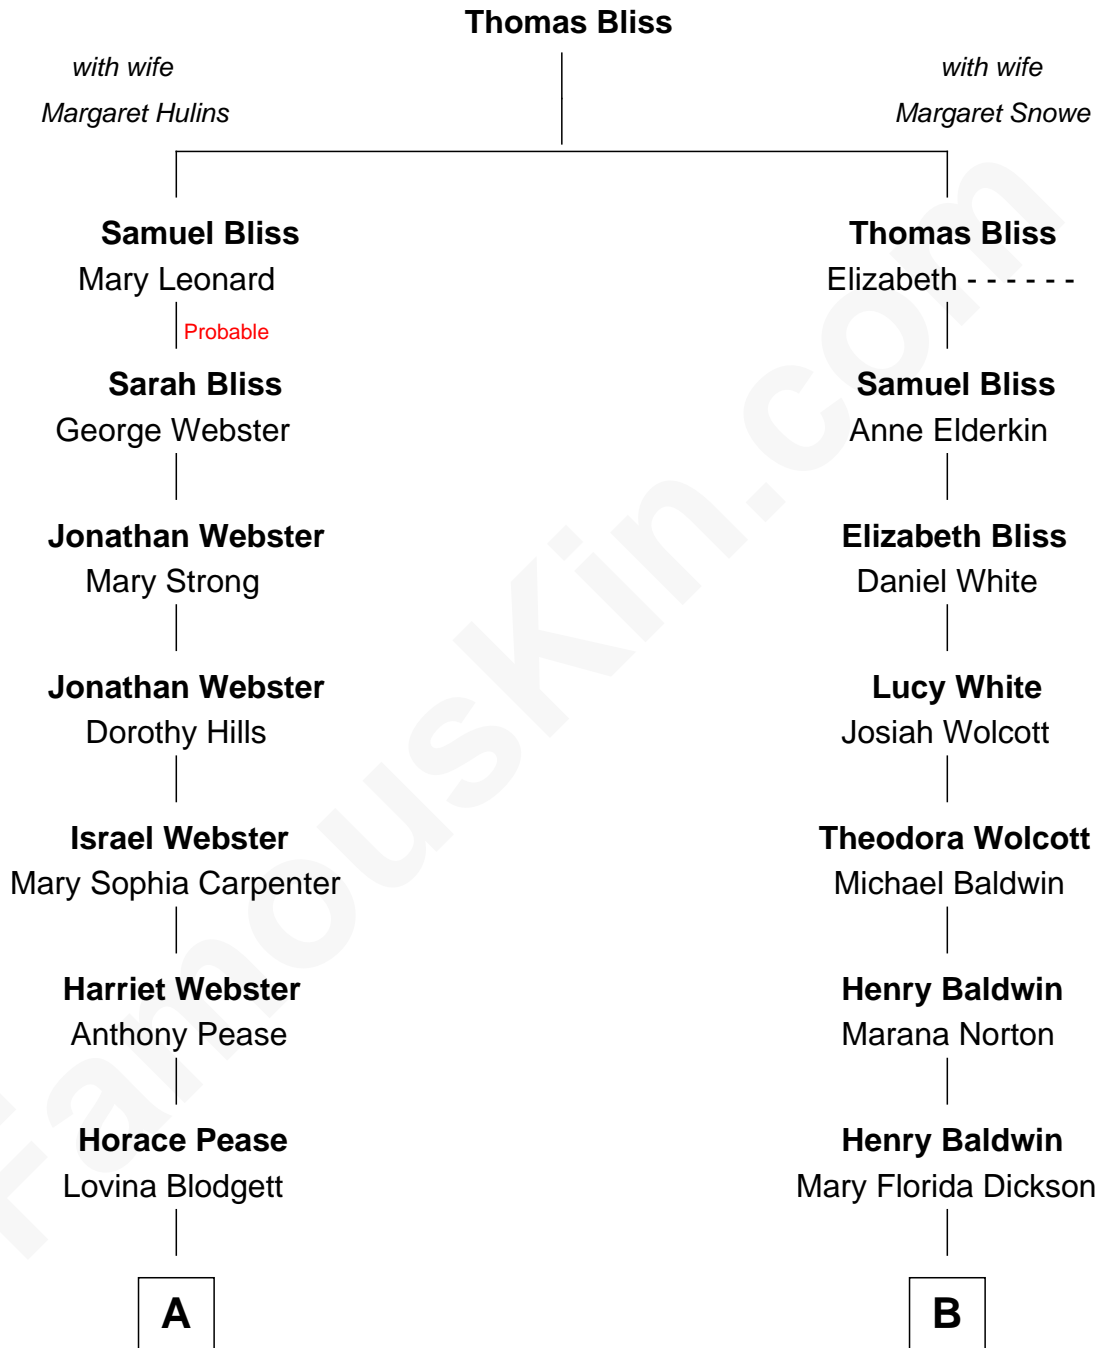 Thomas Bliss
with wife
Margaret Hulins
with wife
Margaret Snowe
Samuel Bliss
Mary Leonard
Probable
Sarah Bliss
George Webster
Jonathan Webster
Mary Strong
Jonathan Webster
Dorothy Hills
Israel Webster
Mary Sophia Carpenter
Harriet Webster
Anthony Pease
Horace Pease
Lovina Blodgett
A
Thomas Bliss
Elizabeth - - - - - -
Samuel Bliss
Anne Elderkin
Elizabeth Bliss
Daniel White
Lucy White
Josiah Wolcott
Theodora Wolcott
Michael Baldwin
Henry Baldwin
Marana Norton
Henry Baldwin
Mary Florida Dickson
B
FamousKin.com